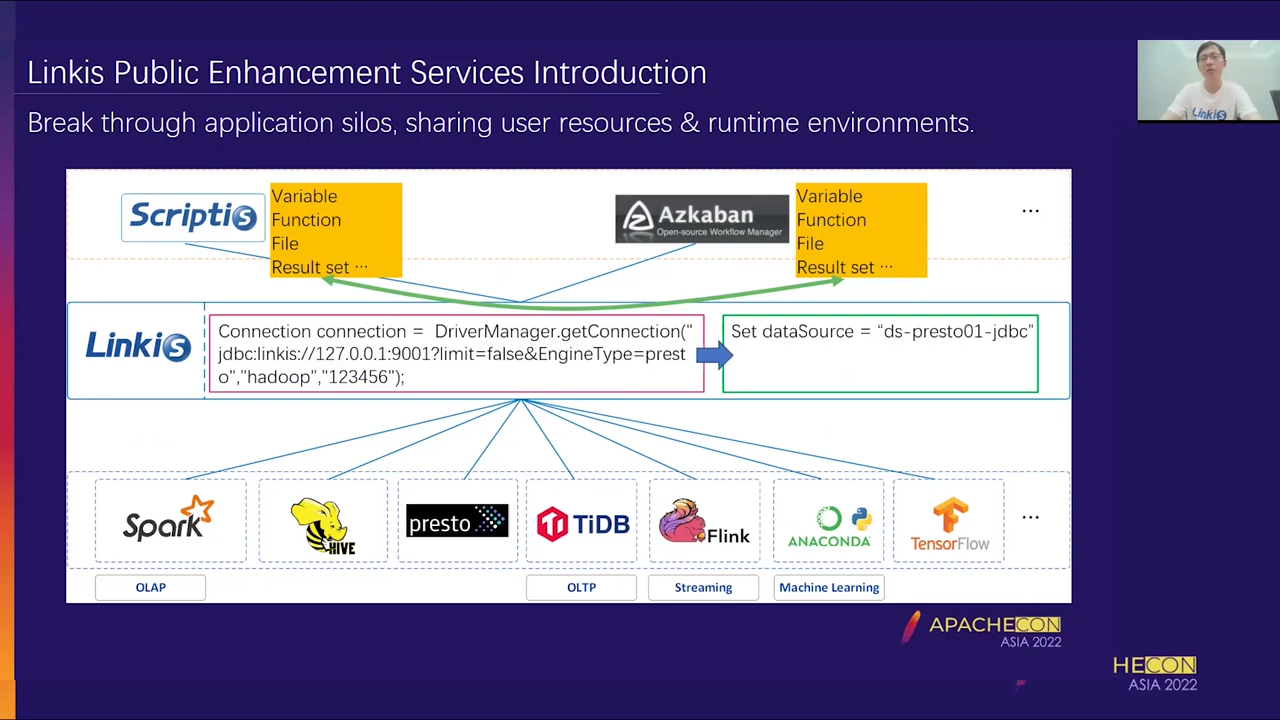 Linkis Public Enhancement Services Introduction
Break through application silos, sharing user resources & runtime environments.
Scriptis
Variable
Function
File
Result set ...
Azkaban
Open-source Workflow Manager
Variable
Function
File
Result set ...
...
Linkis
Connection connection = DriverManager.getConnection("
jdbc:linkis://127.0.0.1:9001?limit=false&EngineType=prest
o","hadoop","123456");
Set dataSource = “ds-presto01-jdbc”
Spark
HIVE
presto
TiDB
Flink
ANACONDA
TensorFlow
...
OLAP
OLTP
Streaming
Machine Learning
APACHECON
ASIA 2022
HECON
ASIA 2022
Linkis